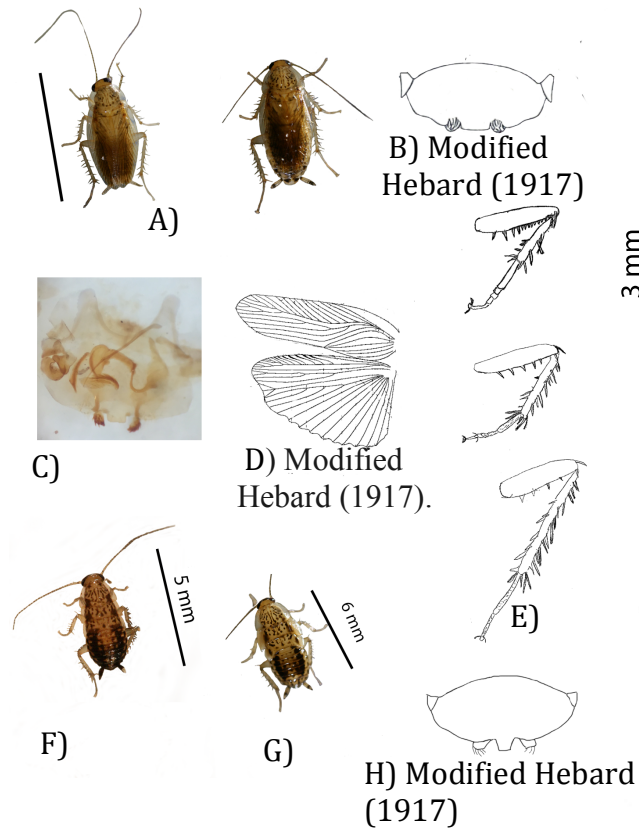 A)
B) Modified
Hebard (1917)
3 mm
C)
D) Modified
Hebard (1917).
E)
5 mm
F)
6 mm
G)
H) Modified Hebard
(1917)